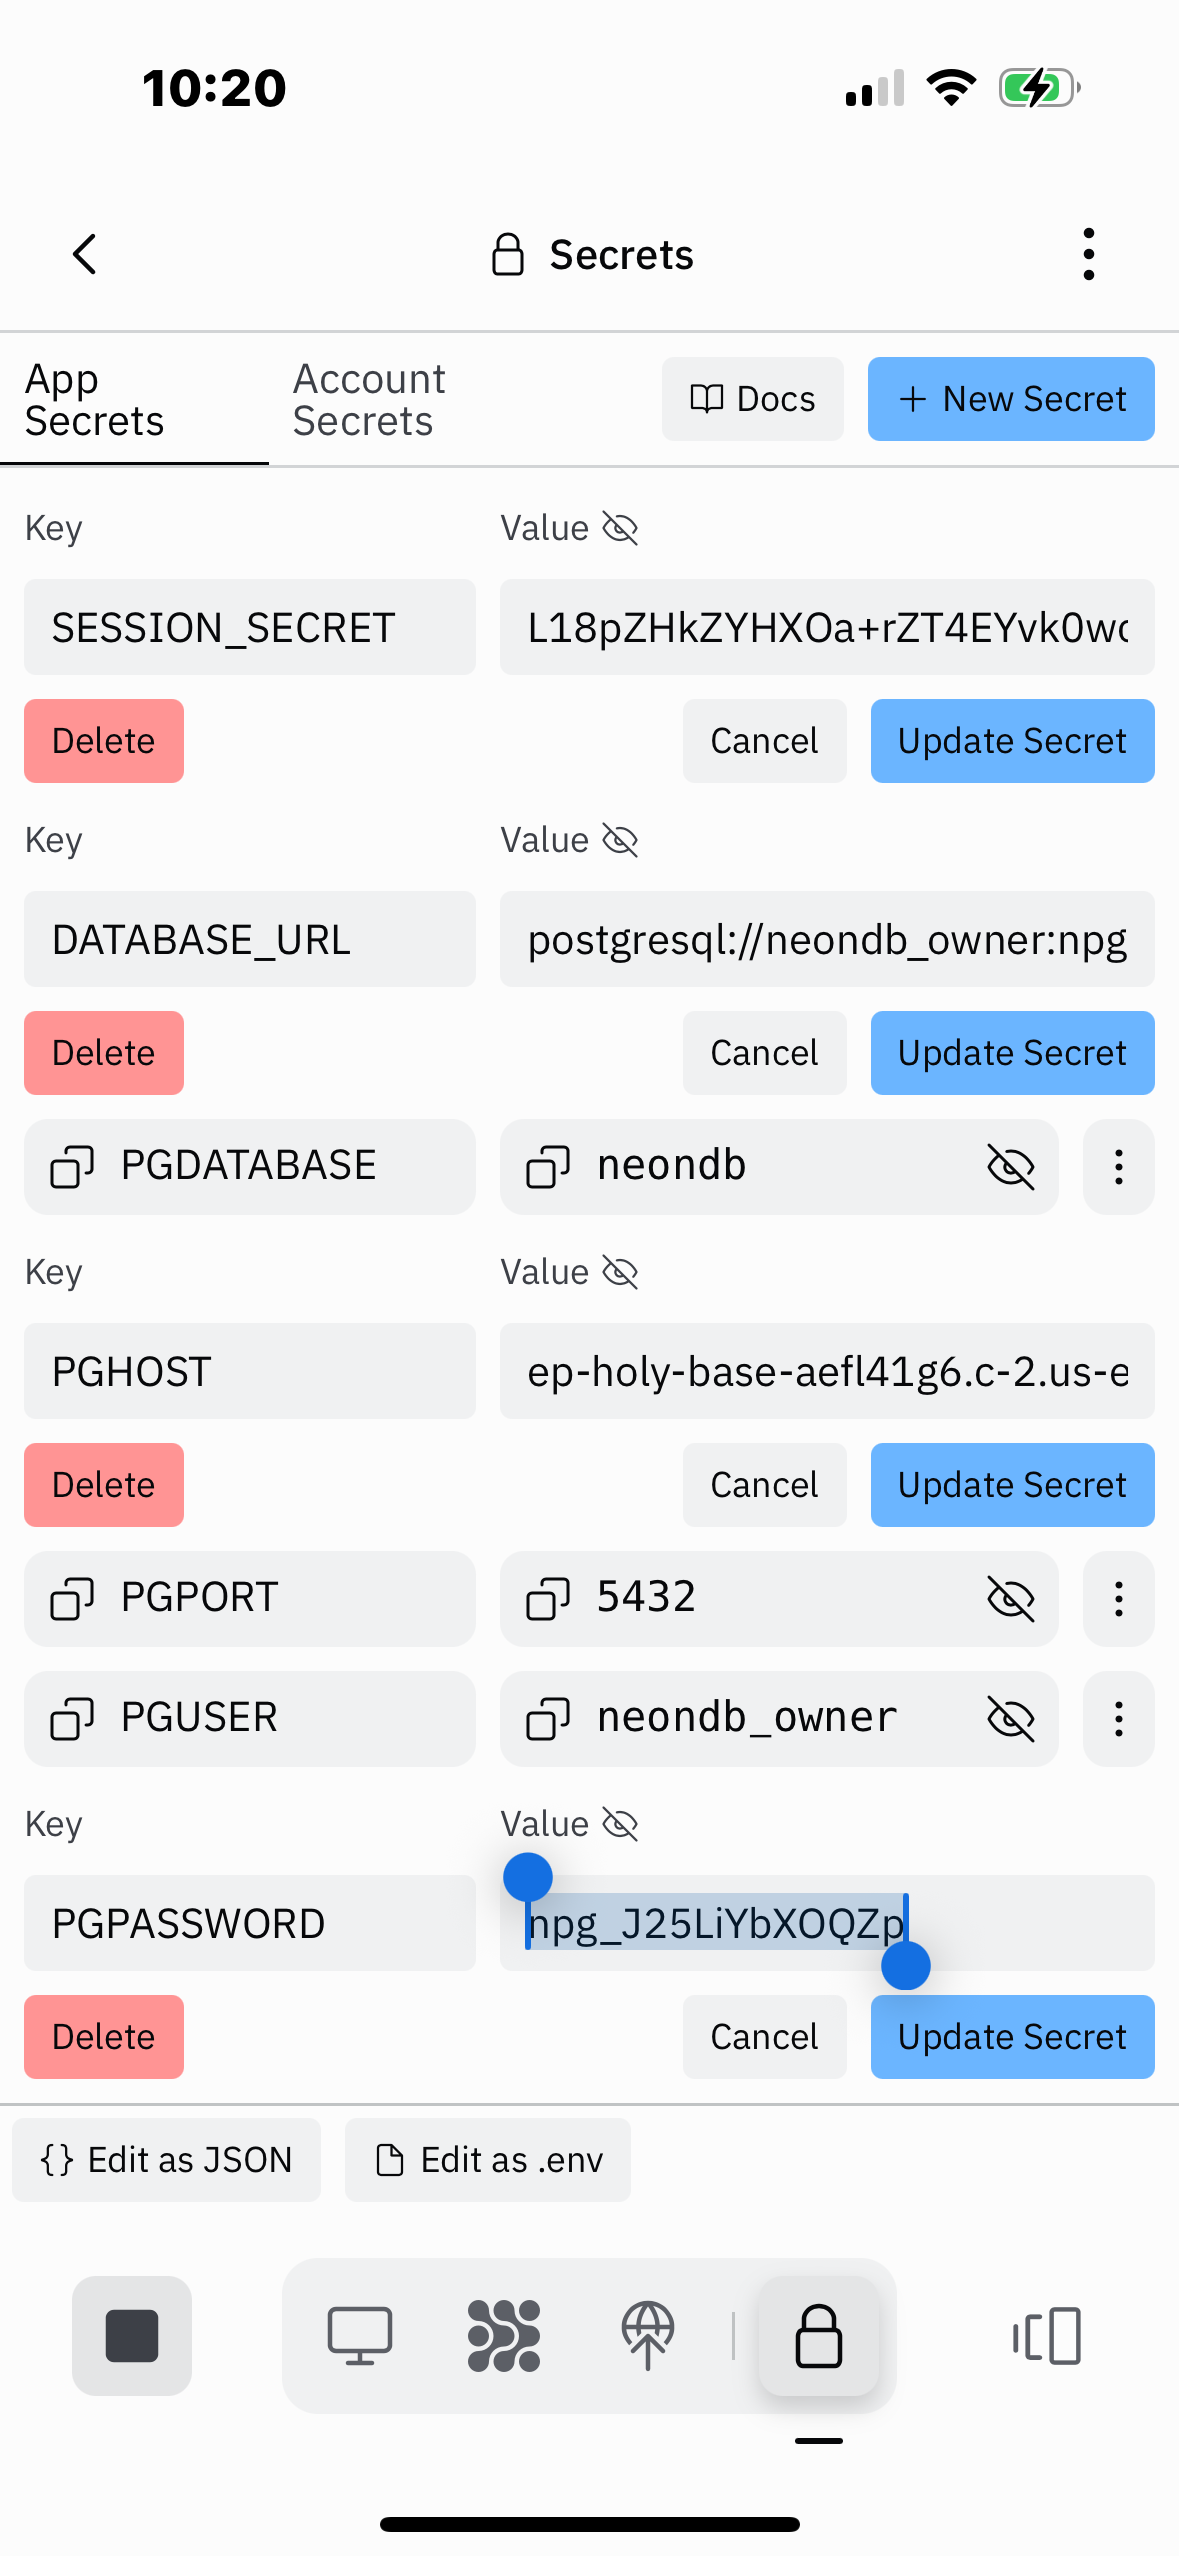 10:20
Secrets
App Secrets
Account Secrets
Docs
+ New Secret
Key
Value
SESSION_SECRET
L18pZHkZYHXOa+rZT4EYvk0wc
Delete
Cancel
Update Secret
Key
Value
DATABASE_URL
postgresql://neondb_owner:npg
Delete
Cancel
Update Secret
PGDATABASE
neondb
Key
Value
PGHOST
ep-holy-base-aefl41g6.c-2.us-e
Delete
Cancel
Update Secret
PGPORT
5432
PGUSER
neondb_owner
Key
Value
PGPASSWORD
npg_J25LiYbXOQZp
Delete
Cancel
Update Secret
{} Edit as JSON
Edit as .env